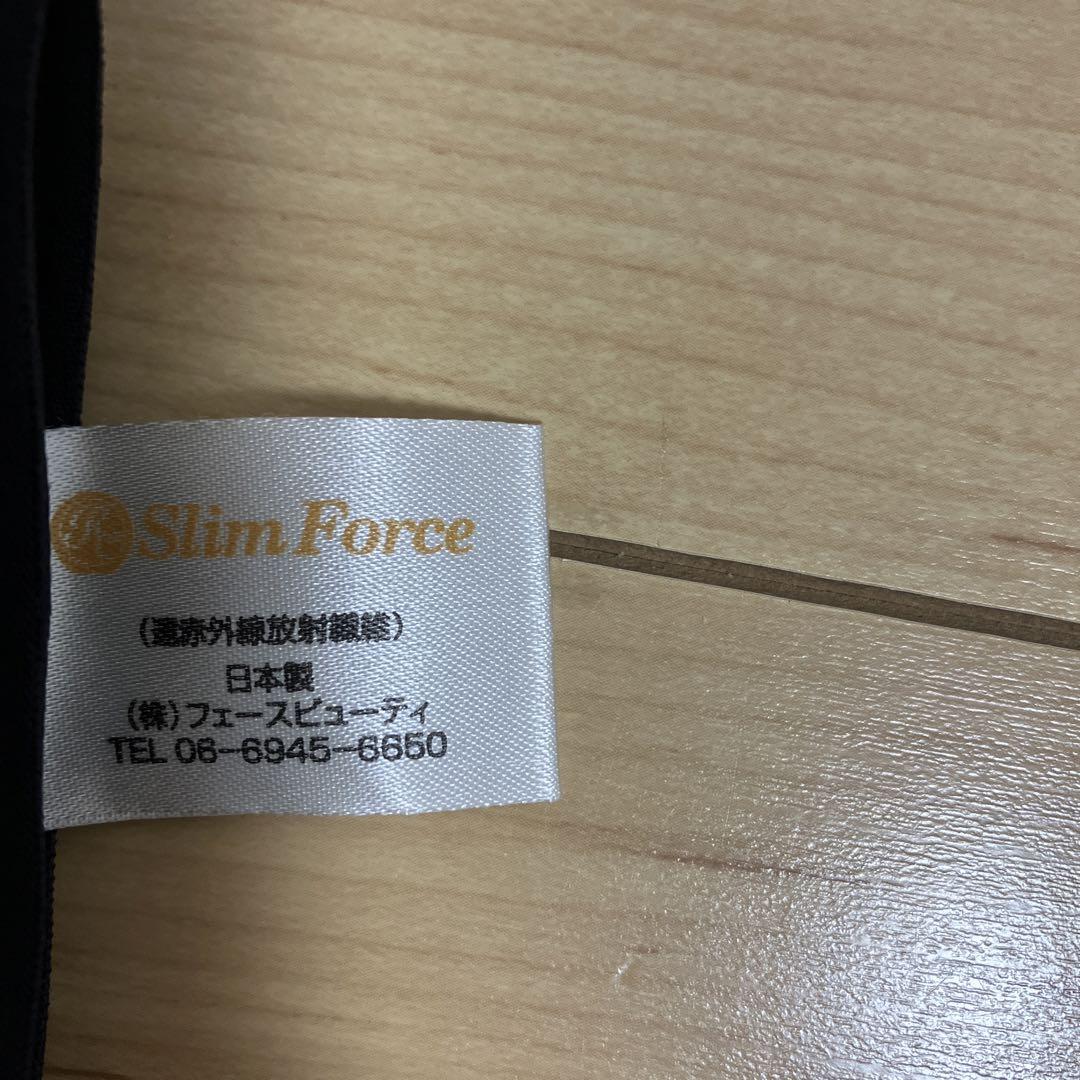 Slim Force
(遠赤外線放射繊維)
日本製
(株)フェースビューティ
TEL 06-6945-6650